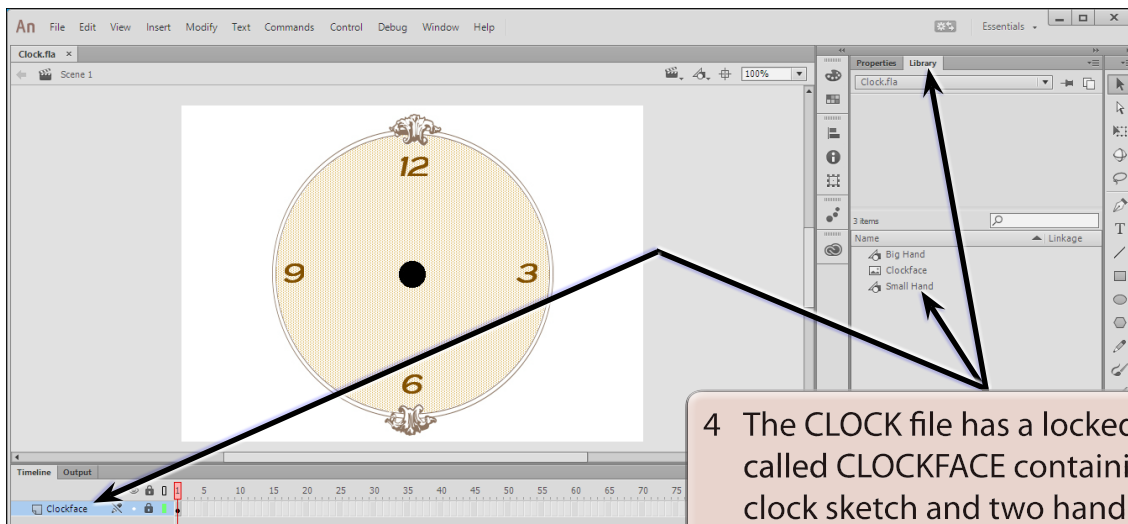 An File Edit View Insert Modify Text Commands Control Debug Window Help Essentials
Clock.fla ×
Scene 1 100%
Properties Library
Clock.fla
12
9 3
6
3 items
Name Linkage
Big Hand
Clockface
Small Hand
Timeline Output
1 5 10 15 20 25 30 35 40 45 50 55 60 65 70 75
Clockface
4 The CLOCK file has a locked
called CLOCKFACE containi
clock sketch and two hand